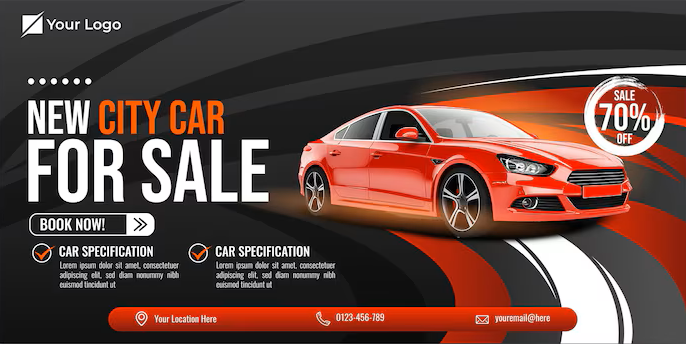 Your Logo
NEW CITY CAR
FOR SALE
BOOK NOW!
SALE
70%
OFF
CAR SPECIFICATION
Lorem ipsum dolor sit amet, consectetuer
adipiscing elit, sed diam nonummy nibh
euismod tincidunt ut
CAR SPECIFICATION
Lorem ipsum dolor sit amet, consectetuer
adipiscing elit, sed diam nonummy nibh
euismod tincidunt ut
Your Location Here
0123-456-789
youremail@here